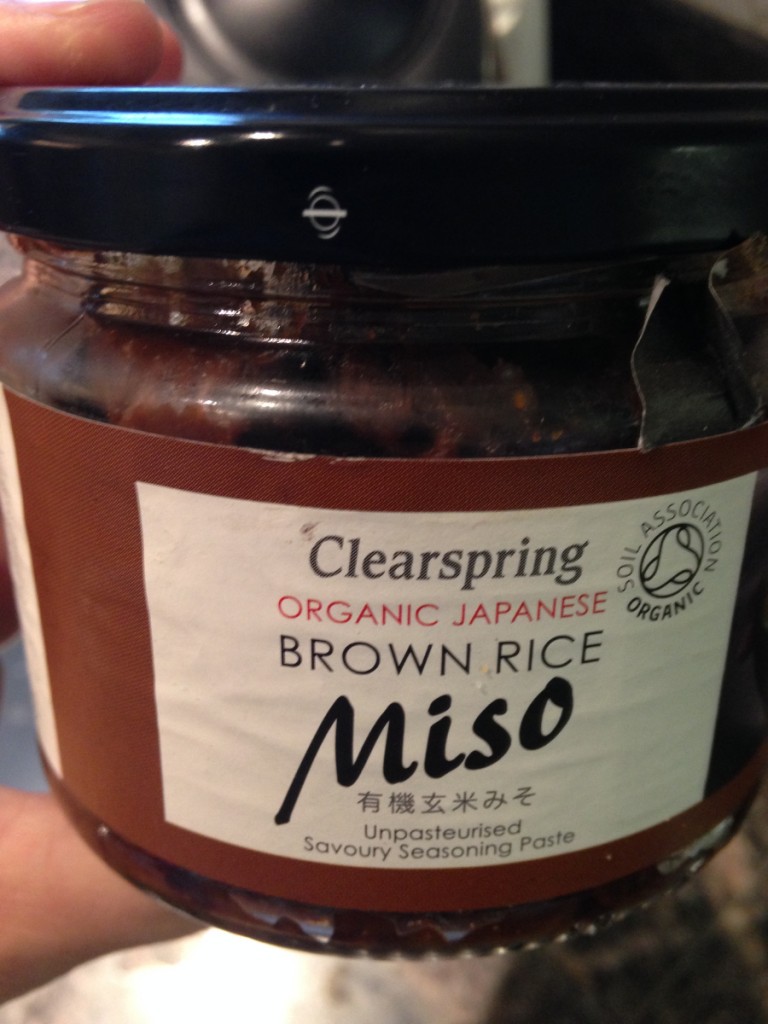 Clearspring
ORGANIC JAPANESE
BROWN RICE
Miso
有機玄米みそ
Unpasteurised
Savoury Seasoning Paste
SOIL ASSOCIATION
ORGANIC